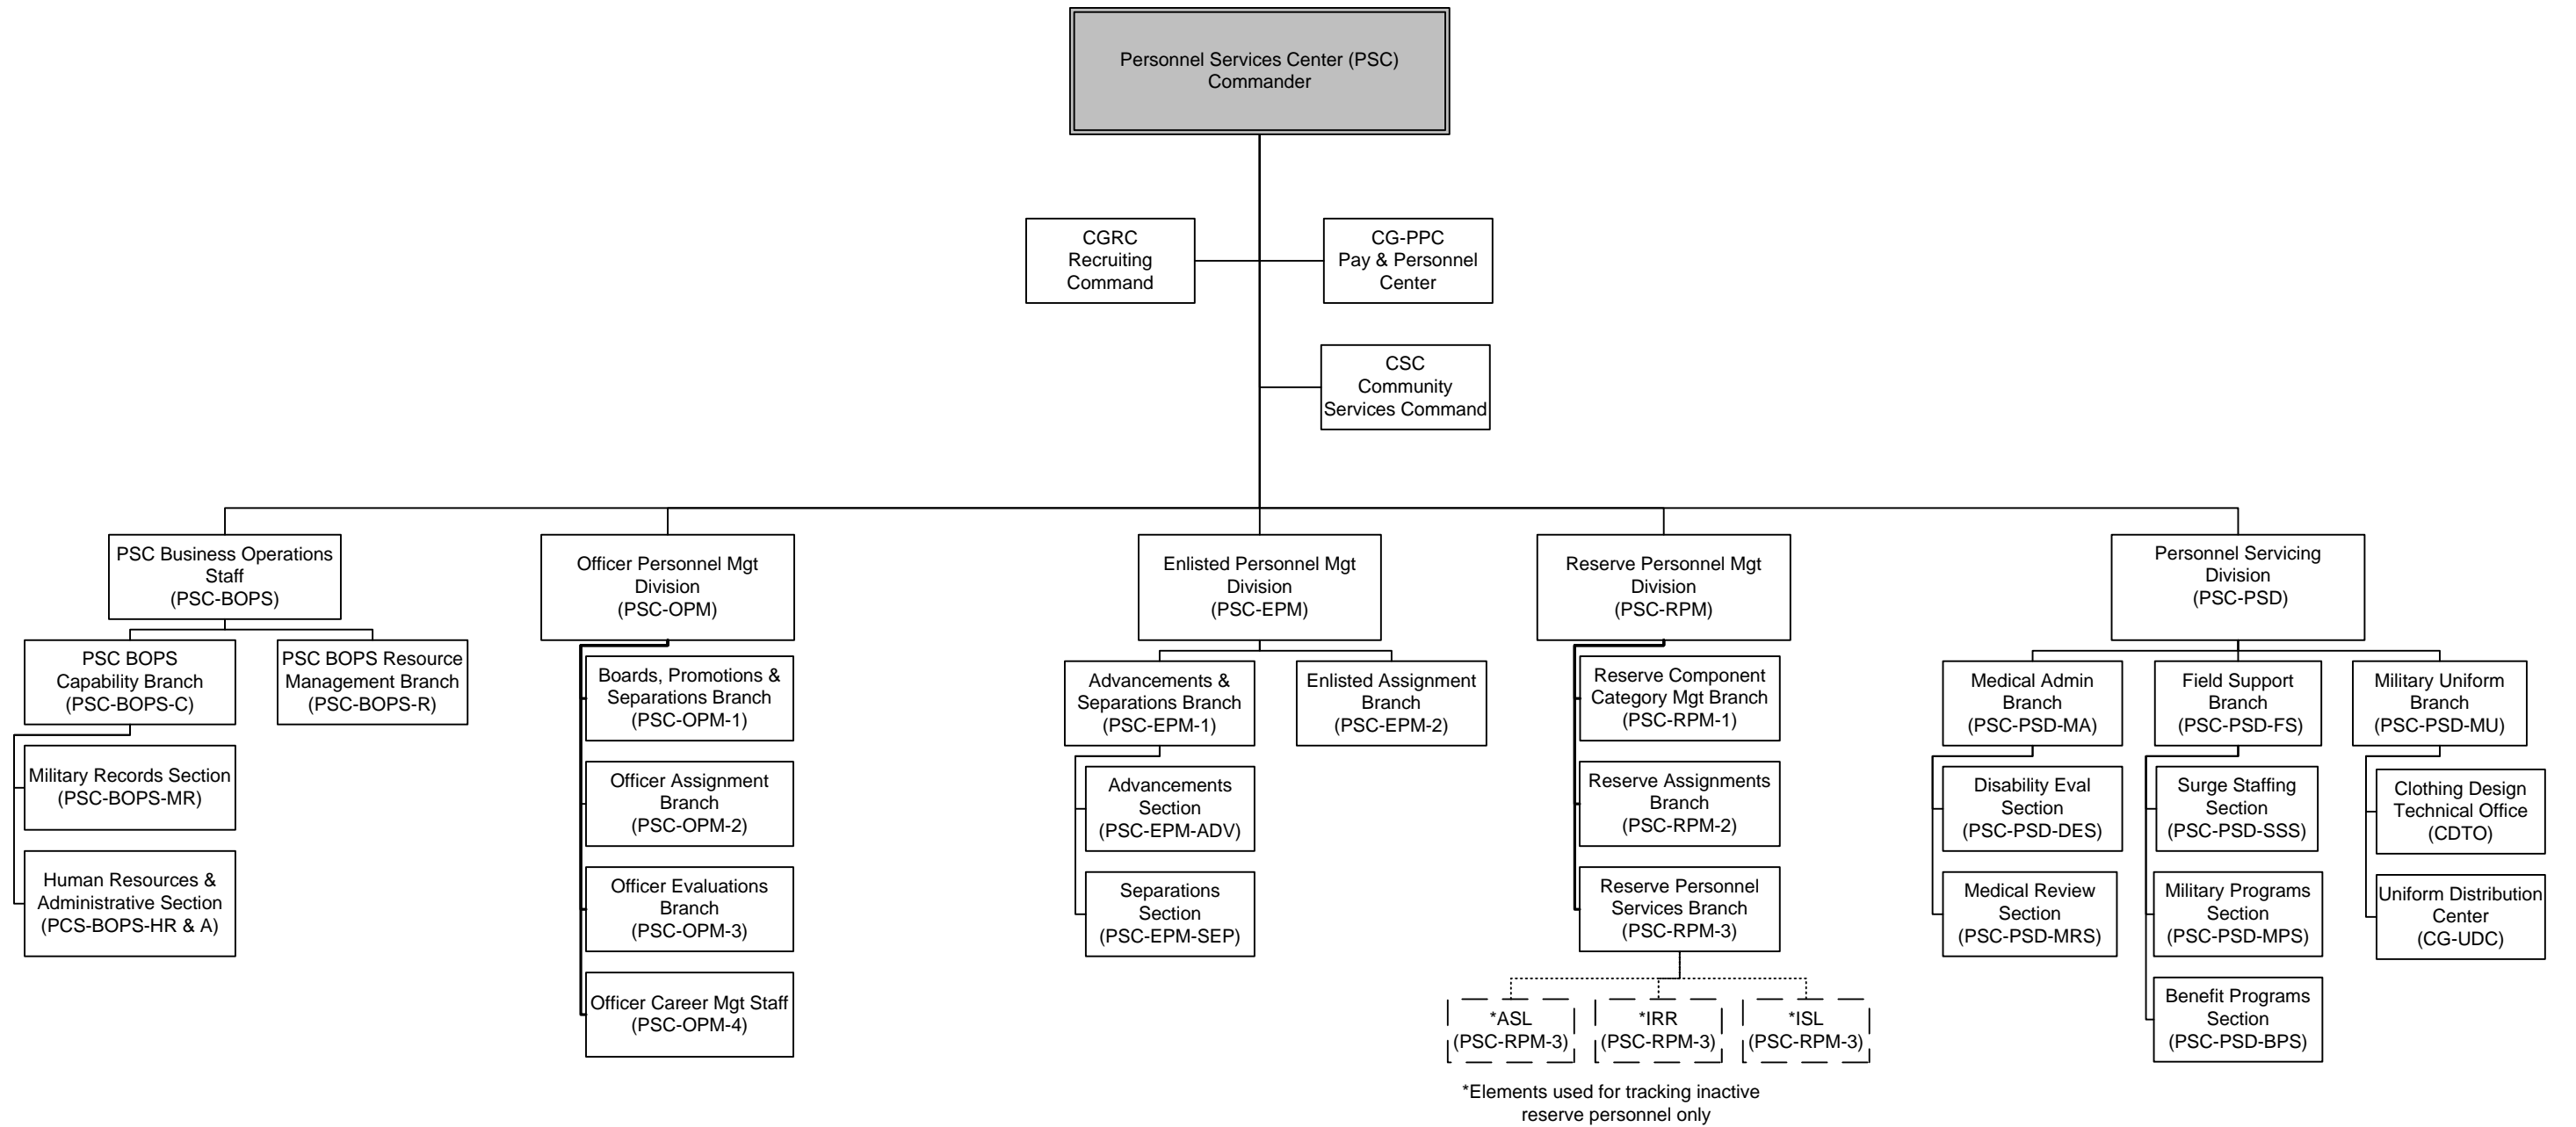 Personnel Services Center (PSC)
Commander
CGRC
Recruiting
Command
CG-PPC
Pay & Personnel
Center
CSC
Community
Services Command
PSC Business Operations
Staff
(PSC-BOPS)
Officer Personnel Mgt
Division
(PSC-OPM)
Enlisted Personnel Mgt
Division
(PSC-EPM)
Reserve Personnel Mgt
Division
(PSC-RPM)
Personnel Servicing
Division
(PSC-PSD)
PSC BOPS
Capability Branch
(PSC-BOPS-C)
PSC BOPS Resource
Management Branch
(PSC-BOPS-R)
Military Records Section
(PSC-BOPS-MR)
Human Resources &
Administrative Section
(PCS-BOPS-HR & A)
Boards, Promotions &
Separations Branch
(PSC-OPM-1)
Officer Assignment
Branch
(PSC-OPM-2)
Officer Evaluations
Branch
(PSC-OPM-3)
Officer Career Mgt Staff
(PSC-OPM-4)
Advancements &
Separations Branch
(PSC-EPM-1)
Enlisted Assignment
Branch
(PSC-EPM-2)
Advancements
Section
(PSC-EPM-ADV)
Separations
Section
(PSC-EPM-SEP)
Reserve Component
Category Mgt Branch
(PSC-RPM-1)
Reserve Assignments
Branch
(PSC-RPM-2)
Reserve Personnel
Services Branch
(PSC-RPM-3)
*ASL
(PSC-RPM-3)
*IRR
(PSC-RPM-3)
*ISL
(PSC-RPM-3)
*Elements used for tracking inactive
reserve personnel only
Medical Admin
Branch
(PSC-PSD-MA)
Field Support
Branch
(PSC-PSD-FS)
Military Uniform
Branch
(PSC-PSD-MU)
Disability Eval
Section
(PSC-PSD-DES)
Medical Review
Section
(PSC-PSD-MRS)
Surge Staffing
Section
(PSC-PSD-SSS)
Military Programs
Section
(PSC-PSD-MPS)
Benefit Programs
Section
(PSC-PSD-BPS)
Clothing Design
Technical Office
(CDTO)
Uniform Distribution
Center
(CG-UDC)